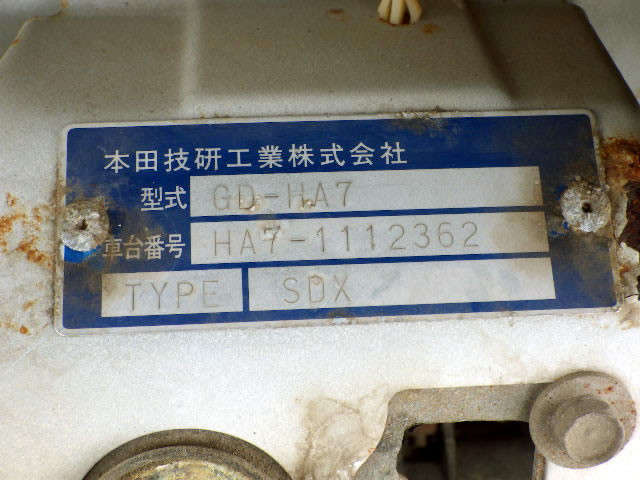 本田技研工業株式会社
型式 GD-HA7
車台番号 HA7-1112362
TYPE SDX